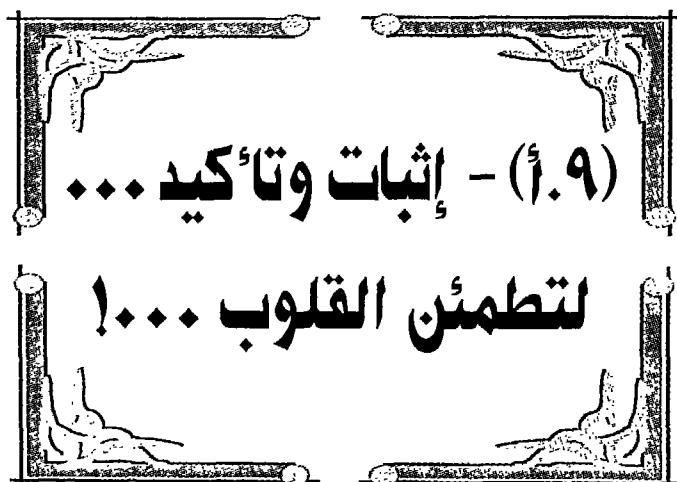 (٩.أ) - إثبات وتأكيد ...
لتطمئن القلوب ...!